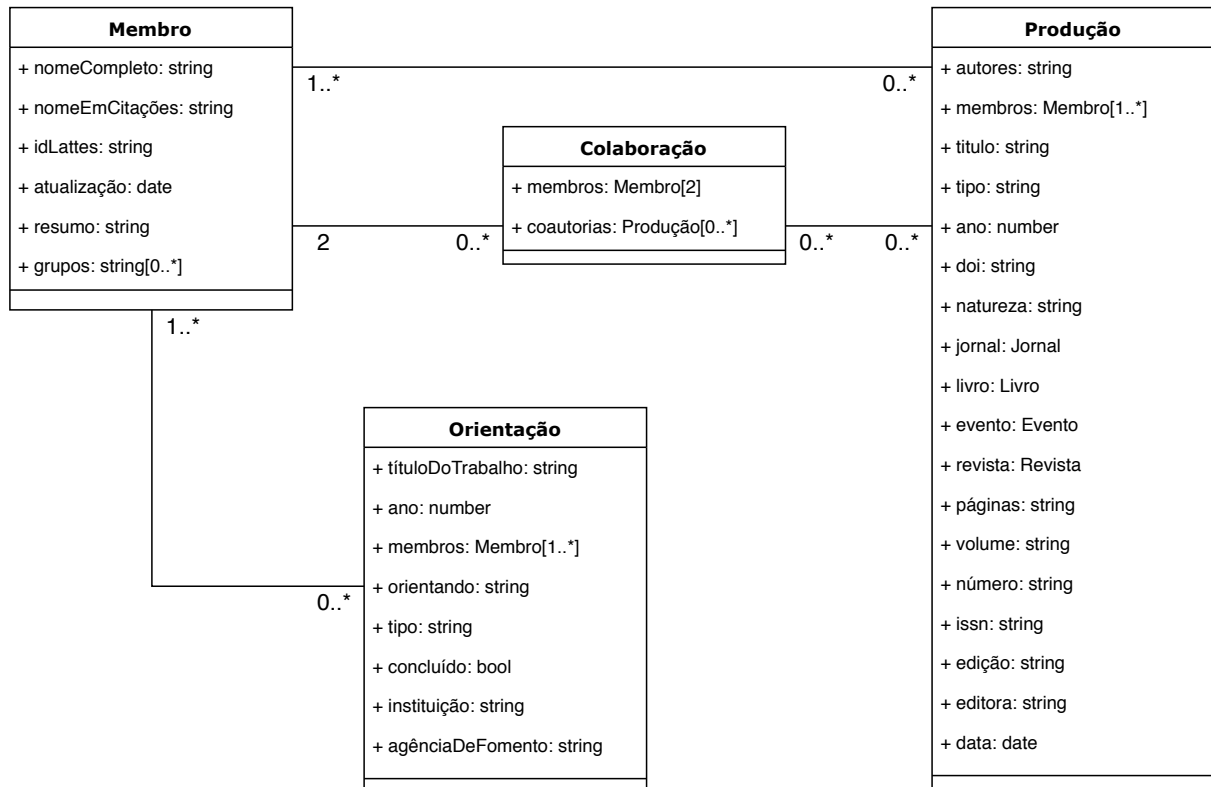 Membro
+ nomeCompleto: string
+ nomeEmCitações: string
+ idLattes: string
+ atualização: date
+ resumo: string
+ grupos: string[0..*]
1..*
0..*
2
0..*
Colaboração
+ membros: Membro[2]
+ coautorias: Produção[0..*]
0..*
0..*
1..*
0..*
Orientação
+ títuloDoTrabalho: string
+ ano: number
+ membros: Membro[1..*]
+ orientando: string
+ tipo: string
+ concluído: bool
+ instituição: string
+ agênciaDeFomento: string
Produção
+ autores: string
+ membros: Membro[1..*]
+ titulo: string
+ tipo: string
+ ano: number
+ doi: string
+ natureza: string
+ jornal: Jornal
+ livro: Livro
+ evento: Evento
+ revista: Revista
+ páginas: string
+ volume: string
+ número: string
+ issn: string
+ edição: string
+ editora: string
+ data: date